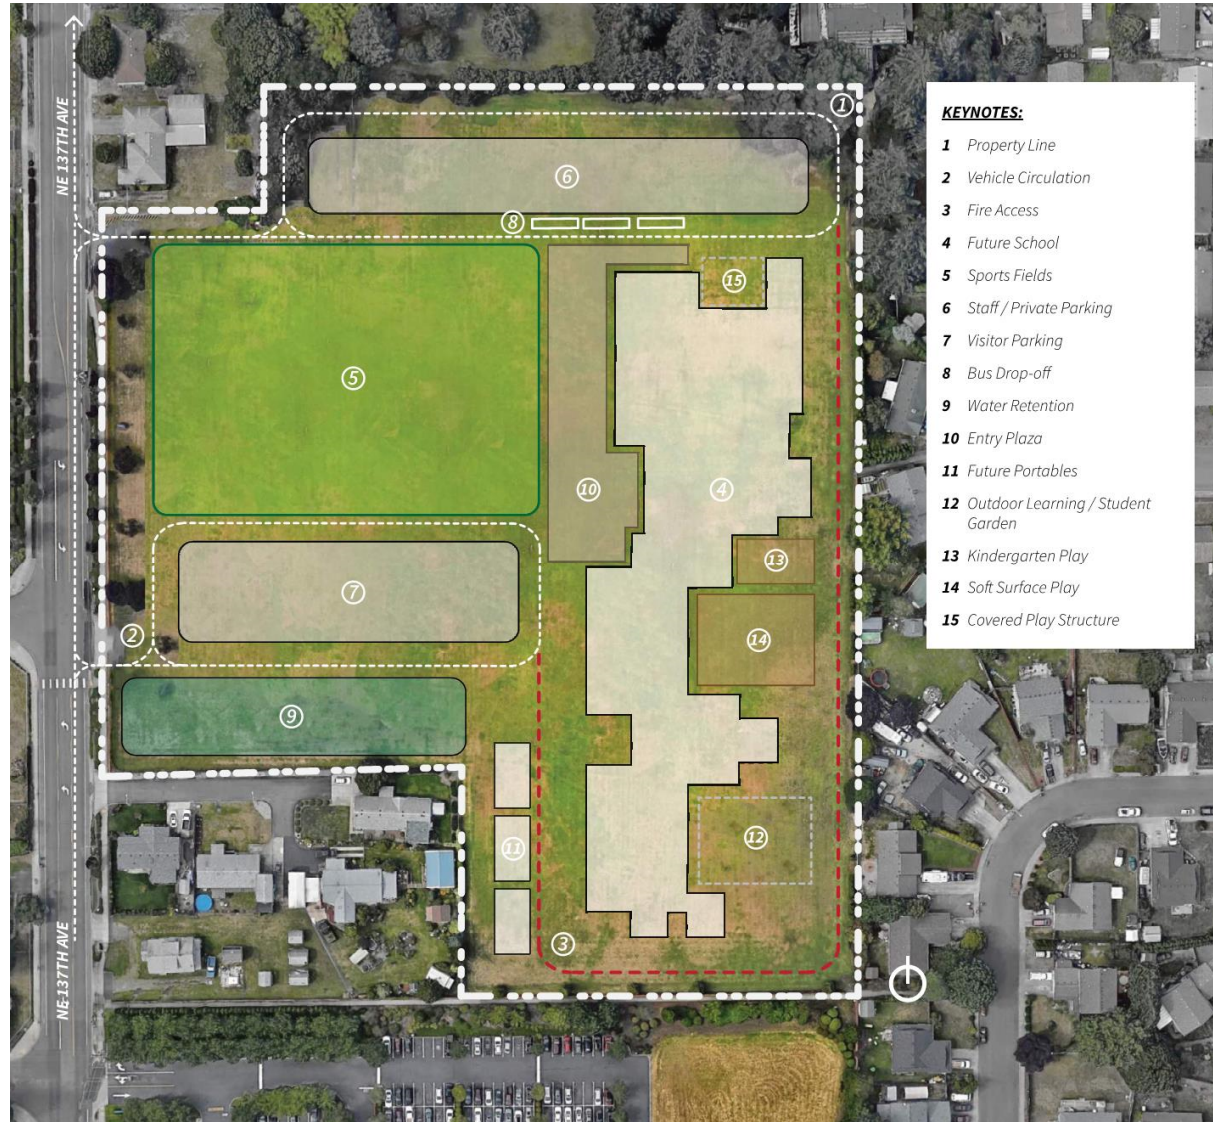 NE 137TH AVE
1
6
8
15
5
10
4
13
7
2
14
9
12
11
3
NE 137TH AVE
KEYNOTES:
1 Property Line
2 Vehicle Circulation
3 Fire Access
4 Future School
5 Sports Fields
6 Staff / Private Parking
7 Visitor Parking
8 Bus Drop-off
9 Water Retention
10 Entry Plaza
11 Future Portables
12 Outdoor Learning / Student
Garden
13 Kindergarten Play
14 Soft Surface Play
15 Covered Play Structure